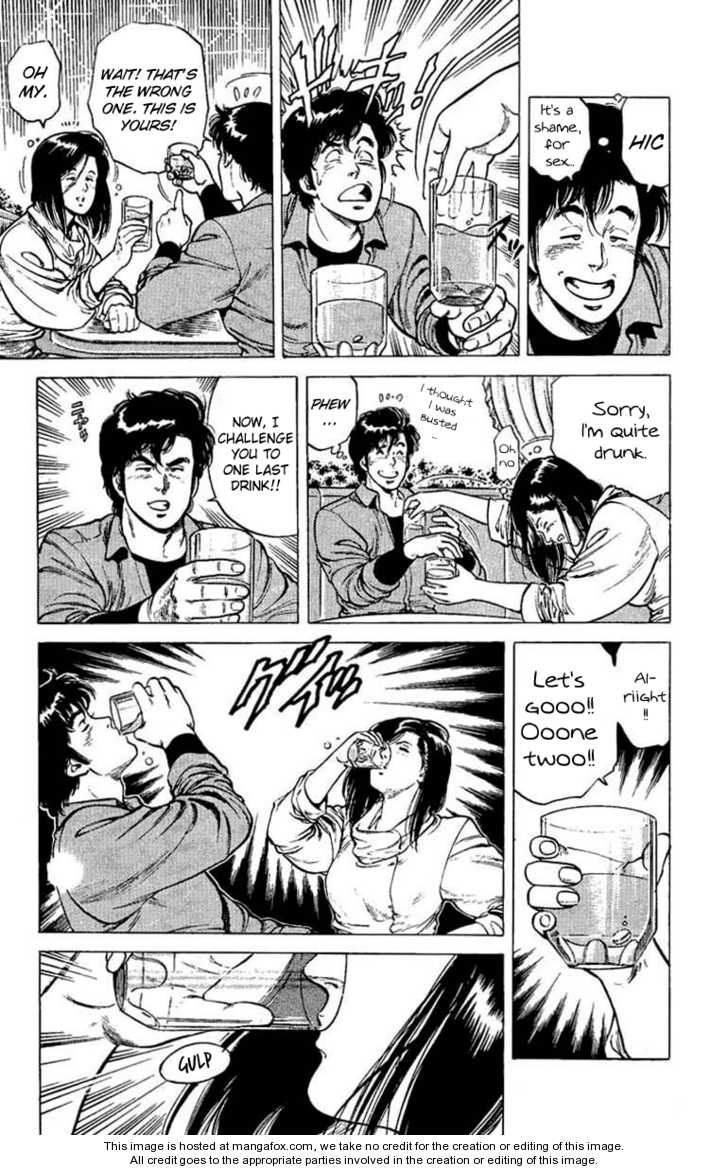 HIC
It's a
shame,
for
sex...
WAIT! THAT'S
THE WRONG
ONE. THIS IS
YOURS!
OH
MY.
Sorry,
I'm quite
drunk.
Oh
no
I thought
I was
busted
...
PHEW
...
NOW, I
CHALLENGE
YOU TO
ONE LAST
DRINK!!
Al-
riight
!!
Let's
Gooo!!
Ooone
twoo!!
GULP
This image is hosted at mangafox.com, we take no credit for the creation or editing of this image.
All credit goes to the appropriate parties involved in the creation or editing of this image.